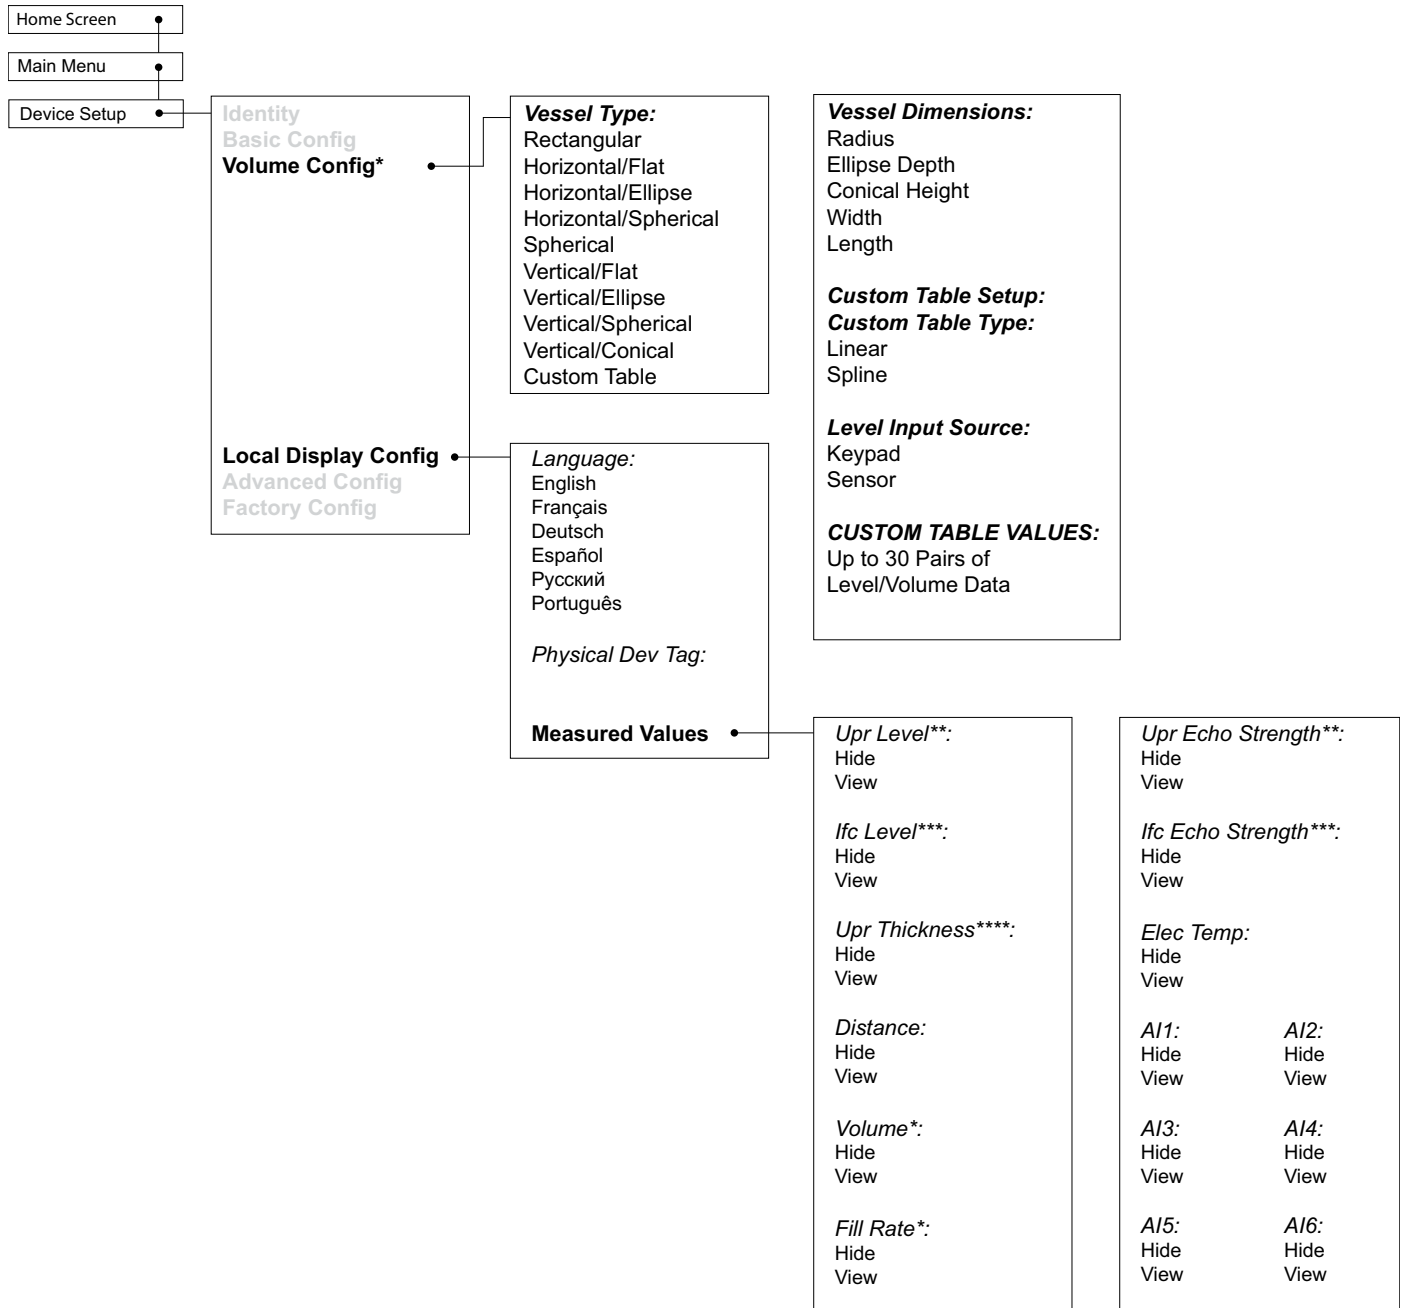 Home Screen
Main Menu
Device Setup
Identity
Basic Config
Volume Config*
Local Display Config
Advanced Config
Factory Config
Vessel Type:
Rectangular
Horizontal/Flat
Horizontal/Ellipse
Horizontal/Spherical
Spherical
Vertical/Flat
Vertical/Ellipse
Vertical/Spherical
Vertical/Conical
Custom Table
Vessel Dimensions:
Radius
Ellipse Depth
Conical Height
Width
Length
Custom Table Setup:
Custom Table Type:
Linear
Spline
Level Input Source:
Keypad
Sensor
CUSTOM TABLE VALUES:
Up to 30 Pairs of
Level/Volume Data
Language:
English
Français
Deutsch
Español
Русский
Português
Physical Dev Tag:
Measured Values
Upr Level**:
Hide
View
Ifc Level***:
Hide
View
Upr Thickness****:
Hide
View
Distance:
Hide
View
Volume*:
Hide
View
Fill Rate*:
Hide
View
Upr Echo Strength**:
Hide
View
Ifc Echo Strength***:
Hide
View
Elec Temp:
Hide
View
AI1: AI2:
Hide Hide
View View
AI3: AI4:
Hide Hide
View View
AI5: AI6:
Hide Hide
View View